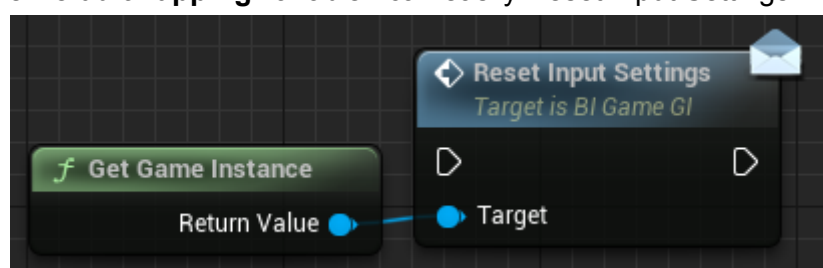 Reset Input Settings
Target is BI Game GI
f Get Game Instance
Return Value
Target